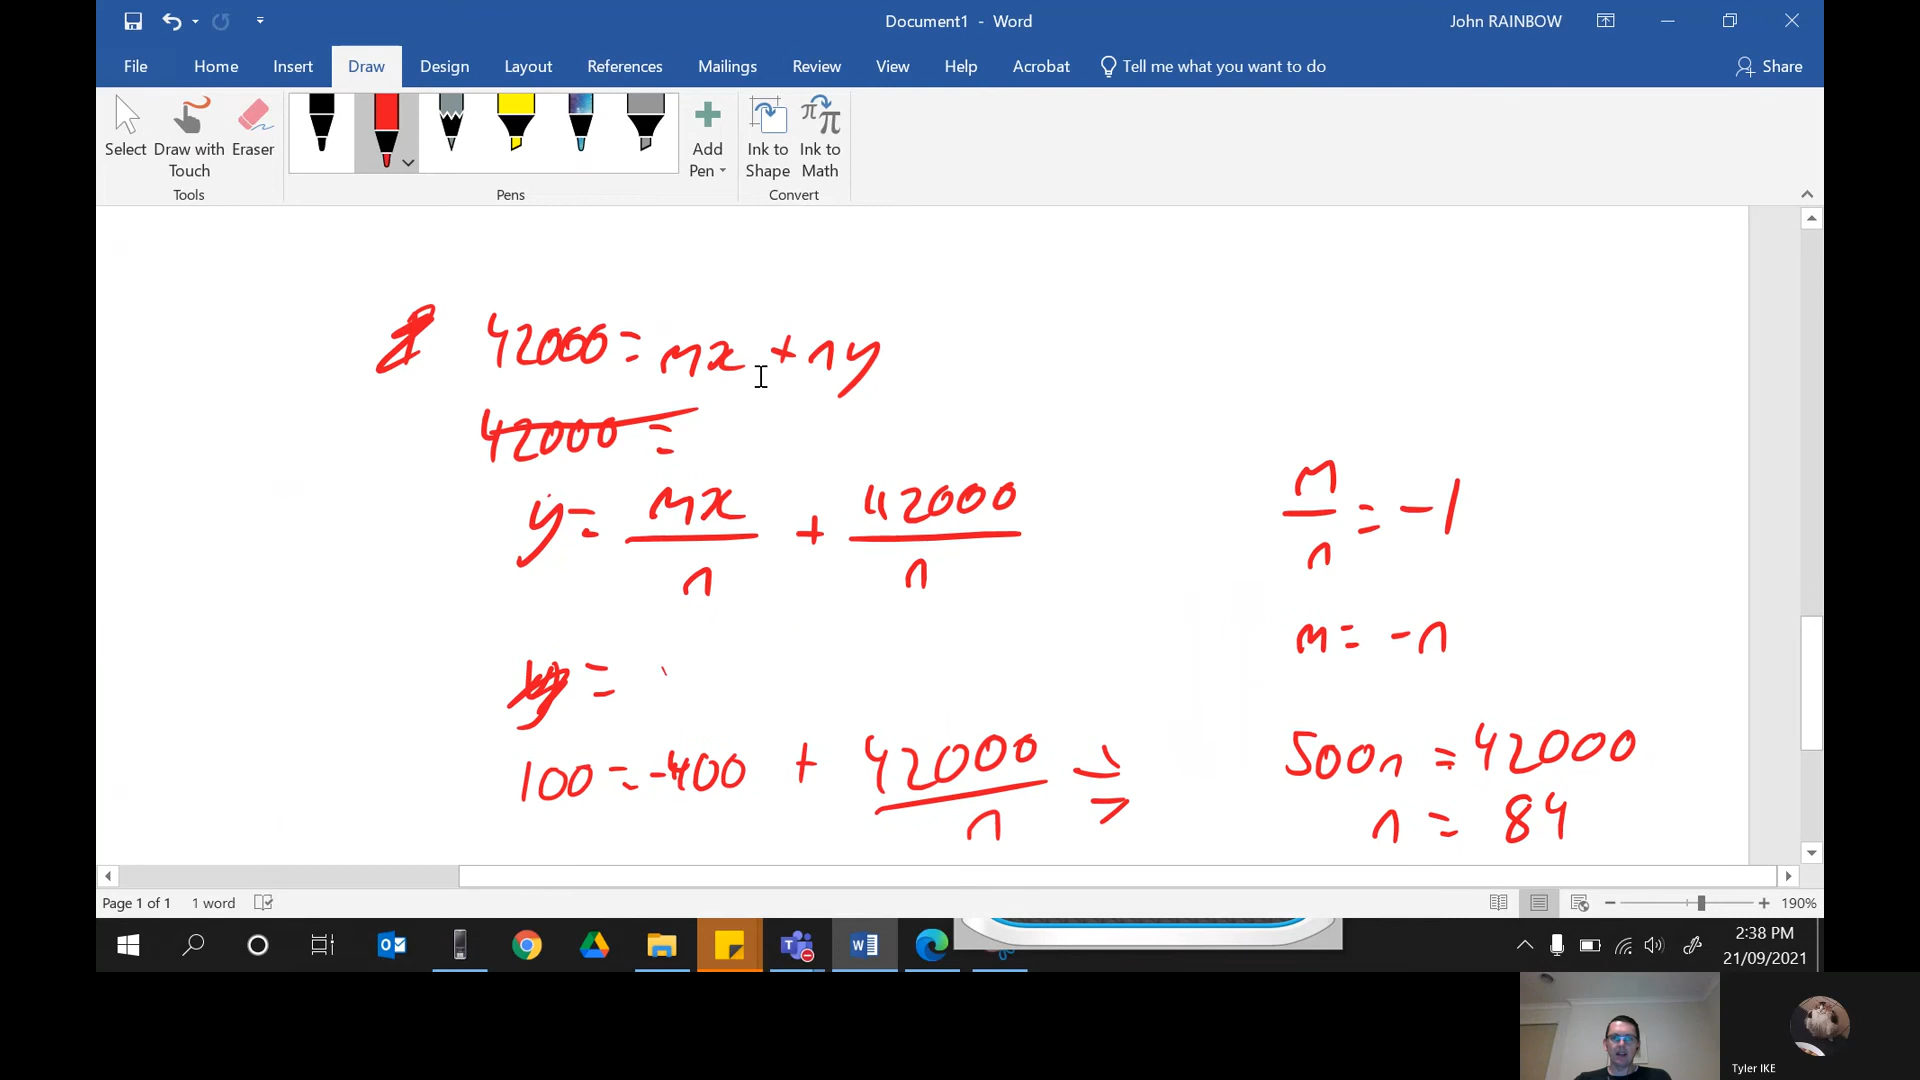 Document1 - Word
John RAINBOW
File Home Insert Draw Design Layout References Mailings Review View Help Acrobat Tell me what you want to do Share
Select Draw with Touch Eraser Add Pen Ink to Shape Ink to Math
Tools Pens Convert
42000 = mx + ny
42000 =
y = mx/n + 42000/n
m/n = -1
m = -n
y =
100 = -400 + 42000/n
500n = 42000
n = 84
Page 1 of 1 1 word 190%
2:38 PM
21/09/2021
Tyler IKE